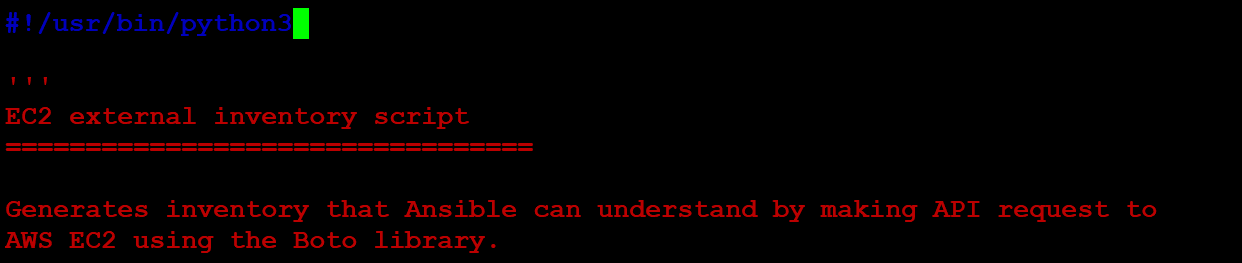 #!/usr/bin/python3
'''
EC2 external inventory script
=================================
Generates inventory that Ansible can understand by making API request to
AWS EC2 using the Boto library.